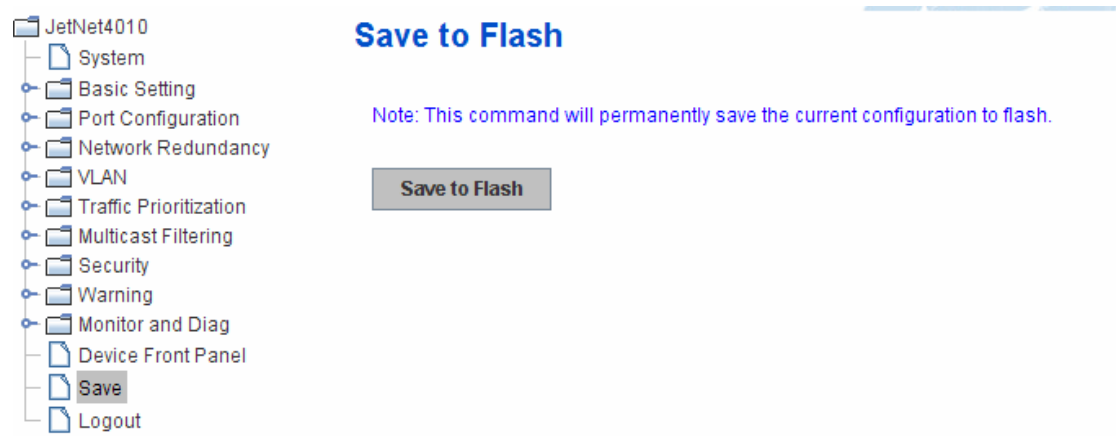 JetNet4010
System
Basic Setting
Port Configuration
Network Redundancy
VLAN
Traffic Prioritization
Multicast Filtering
Security
Warning
Monitor and Diag
Device Front Panel
Save
Logout
Save to Flash
Note: This command will permanently save the current configuration to flash.
Save to Flash